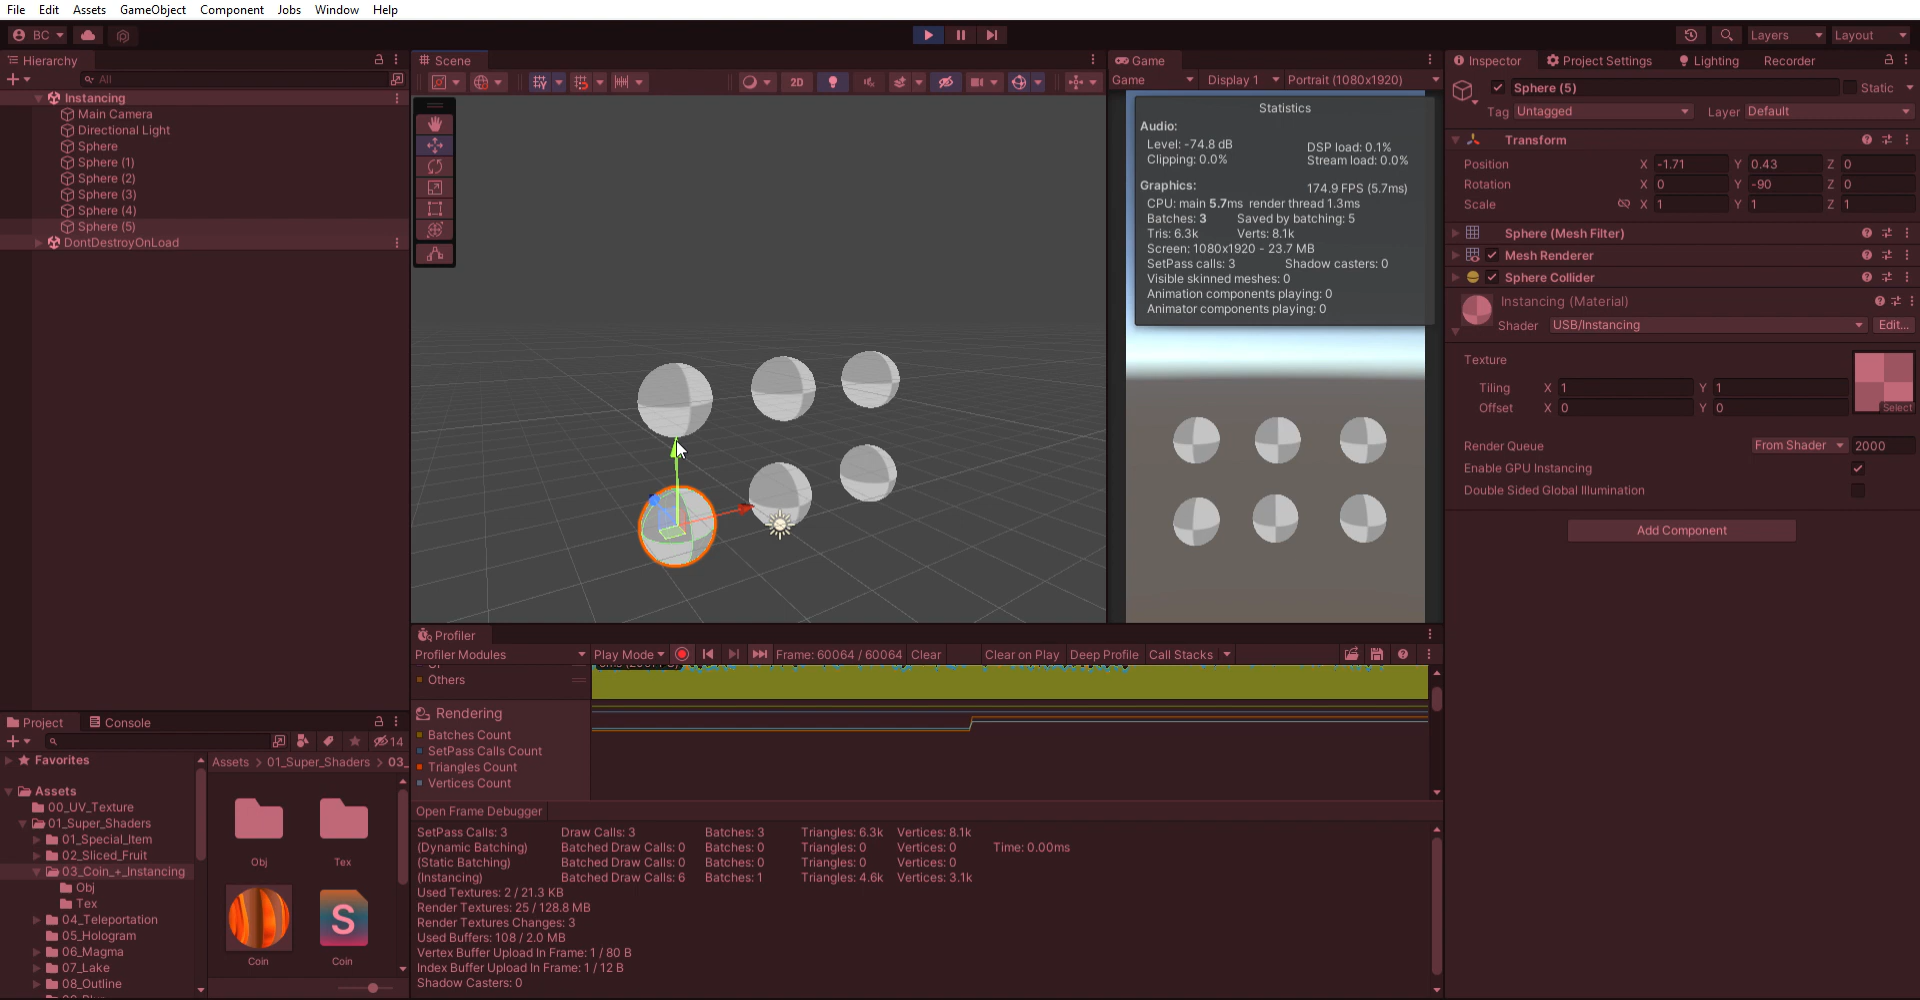 File Edit Assets GameObject Component Jobs Window Help
BC
Layers
Layout
Hierarchy
All
Instancing
Main Camera
Directional Light
Sphere
Sphere (1)
Sphere (2)
Sphere (3)
Sphere (4)
Sphere (5)
DontDestroyOnLoad
Scene
2D
Game
Game
Display 1
Portrait (1080x1920)
Statistics
Audio:
Level: -74.8 dB
DSP load: 0.1%
Clipping: 0.0%
Stream load: 0.0%
Graphics:
174.9 FPS (5.7ms)
CPU: main 5.7ms render thread 1.3ms
Batches: 3
Saved by batching: 5
Tris: 6.3k
Verts: 8.1k
Screen: 1080x1920 - 23.7 MB
SetPass calls: 3
Shadow casters: 0
Visible skinned meshes: 0
Animation components playing: 0
Animator components playing: 0
Inspector
Project Settings
Lighting
Recorder
Sphere (5)
Static
Tag Untagged
Layer Default
Transform
Position X -1.71 Y 0.43 Z 0
Rotation X 0 Y -90 Z 0
Scale X 1 Y 1 Z 1
Sphere (Mesh Filter)
Mesh Renderer
Sphere Collider
Instancing (Material)
Shader USB/Instancing
Edit...
Texture
Tiling X 1 Y 1
Offset X 0 Y 0
Select
Render Queue From Shader 2000
Enable GPU Instancing
Double Sided Global Illumination
Add Component
Profiler
Profiler Modules
Play Mode
Frame: 60064 / 60064
Clear
Clear on Play
Deep Profile
Call Stacks
Others
Rendering
Batches Count
SetPass Calls Count
Triangles Count
Vertices Count
Open Frame Debugger
SetPass Calls: 3 Draw Calls: 3 Batches: 3 Triangles: 6.3k Vertices: 8.1k
(Dynamic Batching) Batched Draw Calls: 0 Batches: 0 Triangles: 0 Vertices: 0 Time: 0.00ms
(Static Batching) Batched Draw Calls: 0 Batches: 0 Triangles: 0 Vertices: 0
(Instancing) Batched Draw Calls: 6 Batches: 1 Triangles: 4.6k Vertices: 3.1k
Used Textures: 2 / 21.3 KB
Render Textures: 25 / 128.8 MB
Render Textures Changes: 3
Used Buffers: 108 / 2.0 MB
Vertex Buffer Upload In Frame: 1 / 80 B
Index Buffer Upload In Frame: 1 / 12 B
Shadow Casters: 0
Project
Console
14
Favorites
Assets
00_UV_Texture
01_Super_Shaders
01_Special_Item
02_Sliced_Fruit
03_Coin_+_Instancing
Obj
Tex
04_Teleportation
05_Hologram
06_Magma
07_Lake
08_Outline
Assets > 01_Super_Shaders > 03_
Obj
Tex
S
Coin
Coin